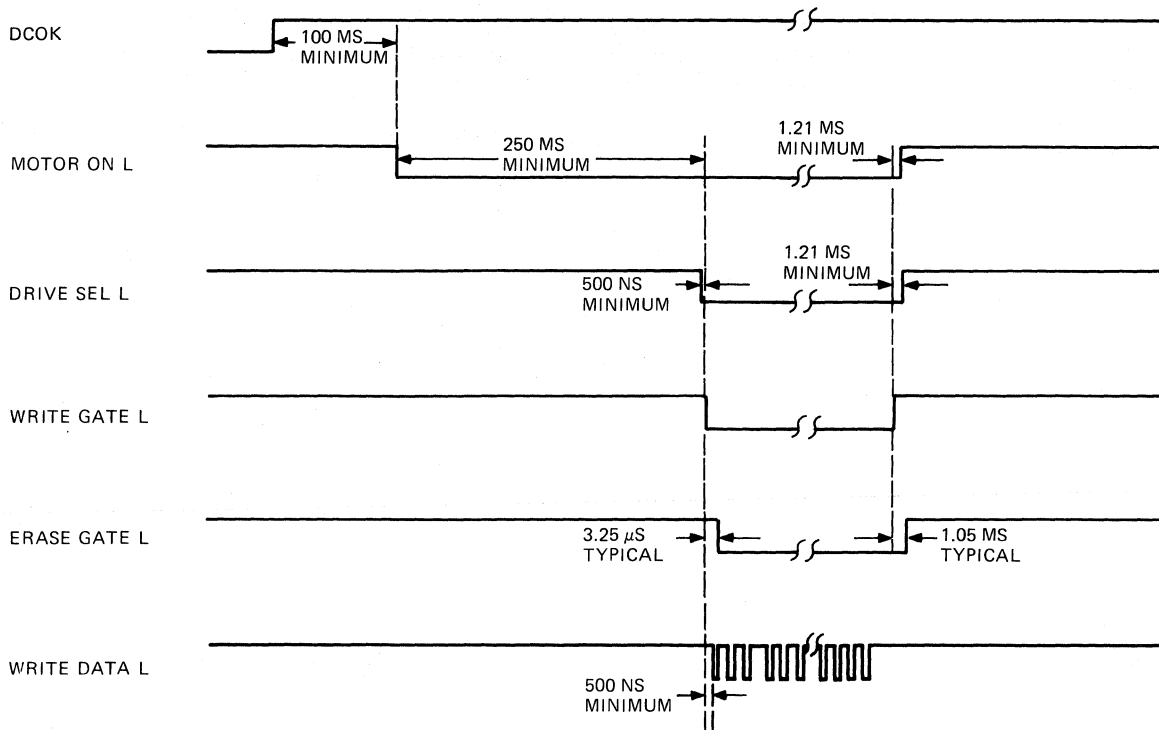 DCOK
100 MS
MINIMUM
MOTOR ON L
250 MS
MINIMUM
1.21 MS
MINIMUM
DRIVE SEL L
500 NS
MINIMUM
1.21 MS
MINIMUM
WRITE GATE L
ERASE GATE L
3.25 µS
TYPICAL
1.05 MS
TYPICAL
WRITE DATA L
500 NS
MINIMUM